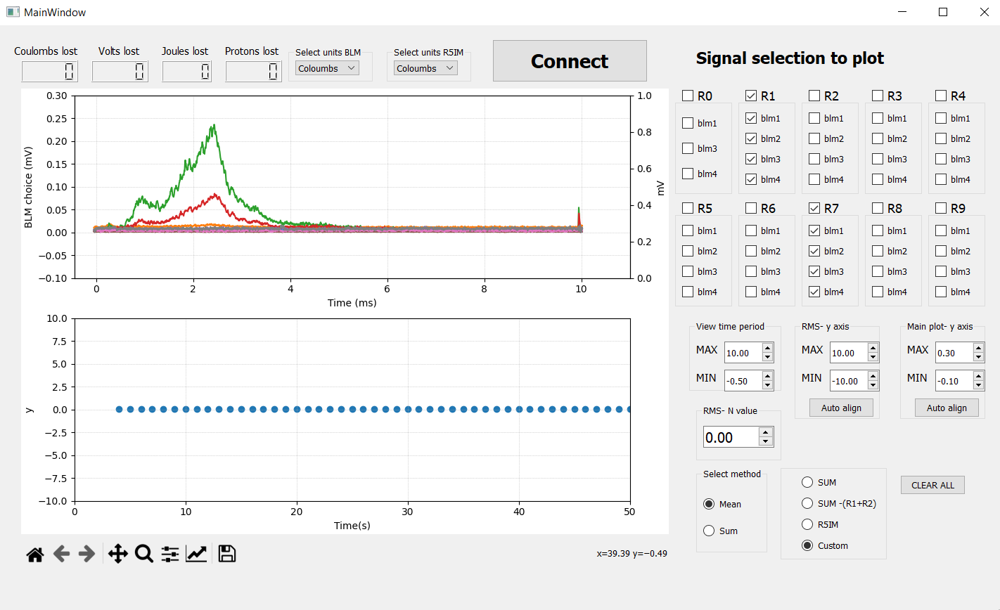 MainWindow
Coulombs lost Volts lost Joules lost Protons lost Select units BLM Select units R5IM Connect Signal selection to plot
0 0 0 0 Coloumbs Coloumbs
R0 R1 R2 R3 R4
blm1 blm1 blm1 blm1 blm1
blm2 blm2 blm2 blm2
blm3 blm3 blm3 blm3 blm3
blm4 blm4 blm4 blm4 blm4
R5 R6 R7 R8 R9
blm1 blm1 blm1 blm1 blm1
blm2 blm2 blm2 blm2 blm2
blm3 blm3 blm3 blm3 blm3
blm4 blm4 blm4 blm4 blm4
BLM choice (mV)
0.30
0.25
0.20
0.15
0.10
0.05
0.00
−0.05
−0.10
1.0
0.8
0.6
0.4
0.2
0.0
mV
0 2 4 6 8 10
Time (ms)
y
10.0
7.5
5.0
2.5
0.0
−2.5
−5.0
−7.5
−10.0
0 10 20 30 40 50
Time(s)
View time period RMS- y axis Main plot- y axis
MAX 10.00 MAX 10.00 MAX 0.30
MIN -0.50 MIN -10.00 MIN -0.10
Auto align Auto align
RMS- N value
0.00
Select method
Mean
Sum
SUM
SUM -(R1+R2)
R5IM
Custom
CLEAR ALL
x=39.39 y=−0.49